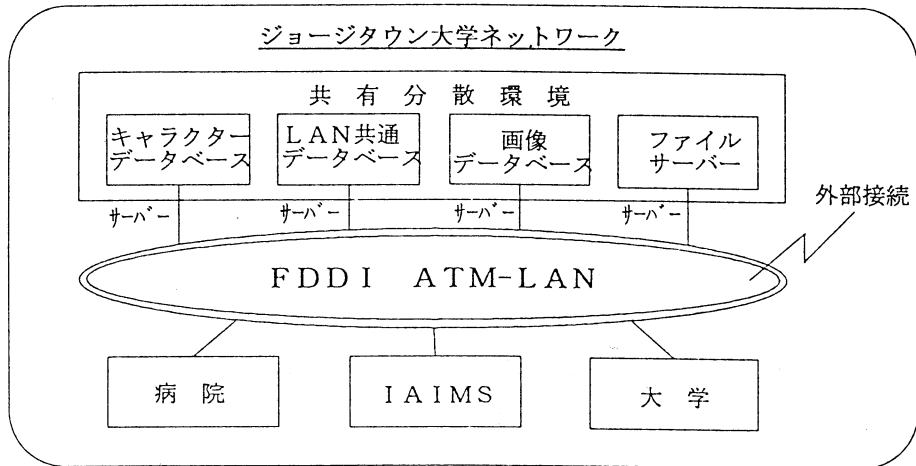 ジョージタウン大学ネットワーク
共有分散環境
キャラクター
データベース
LAN共通
データベース
画像
データベース
ファイル
サーバー
サーバー
サーバー
サーバー
サーバー
外部接続
FDDI ATM-LAN
病院
IAIMS
大学